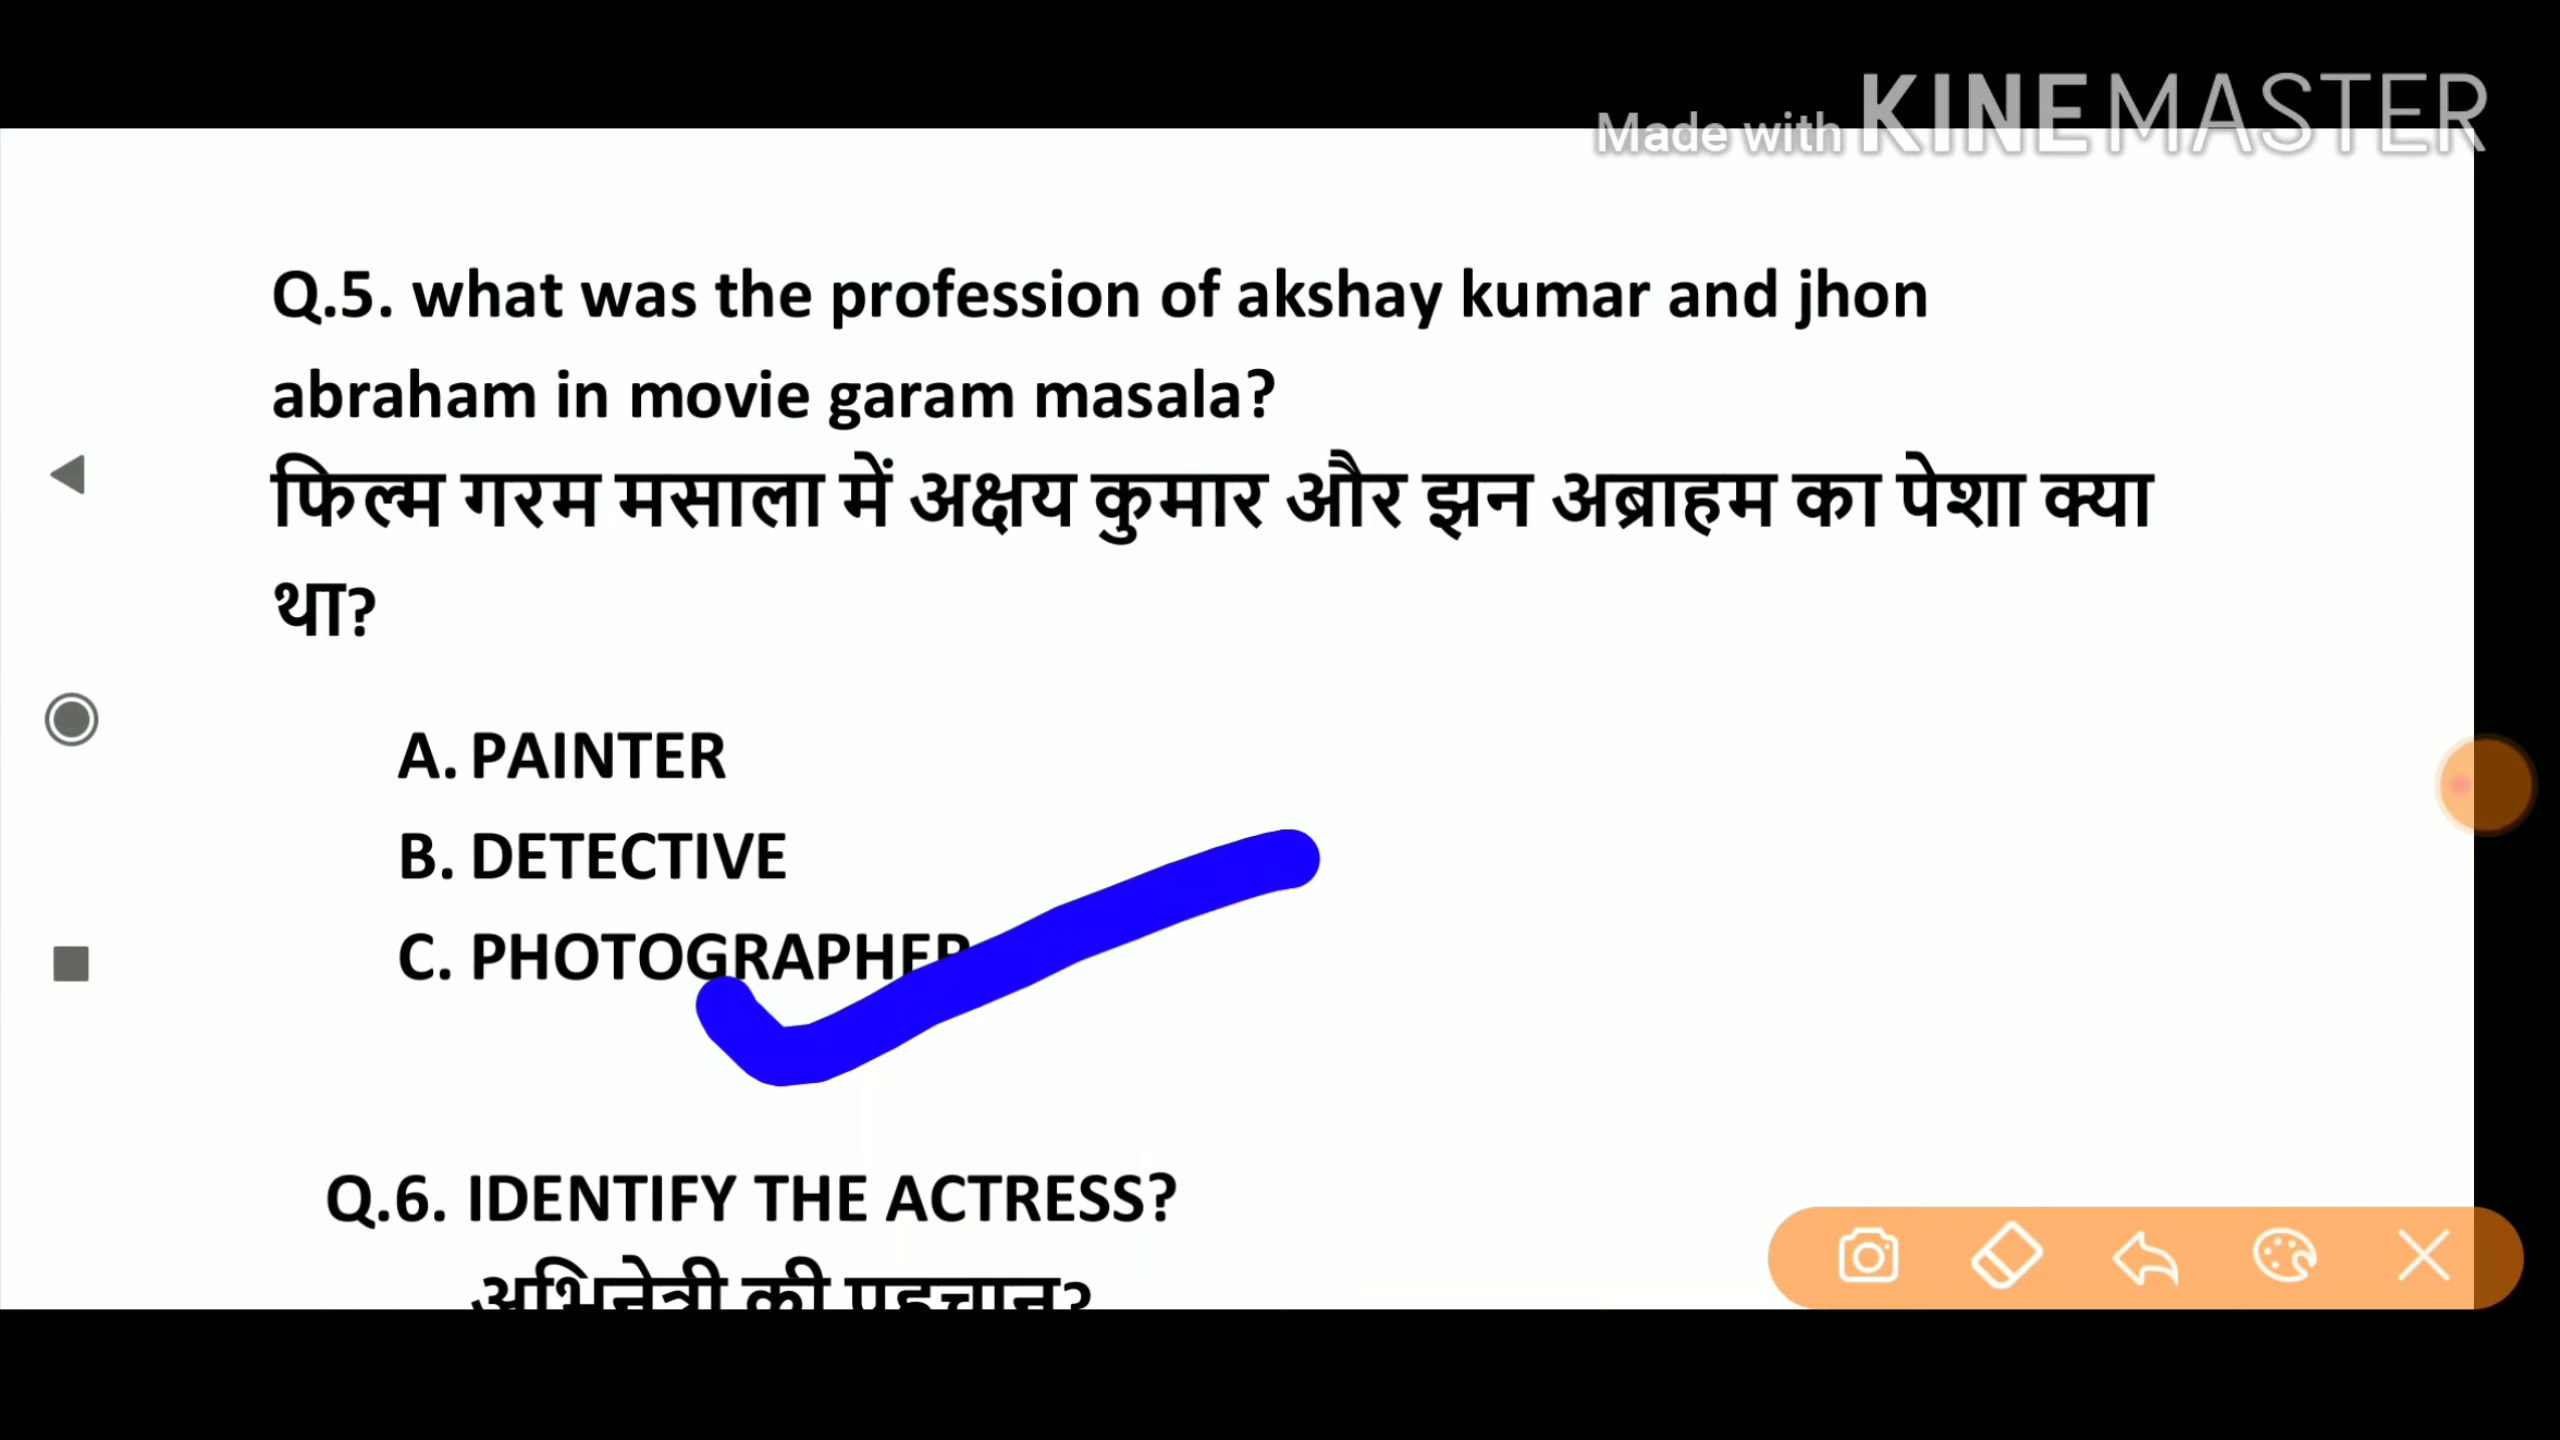 Made with KINEMASTER
Q.5. what was the profession of akshay kumar and jhon
abraham in movie garam masala?
फिल्म गरम मसाला में अक्षय कुमार और झन अब्राहम का पेशा क्या
था?
A. PAINTER
B. DETECTIVE
C. PHOTOGRAPHER
Q.6. IDENTIFY THE ACTRESS?
अभिनेत्री की पहचान?